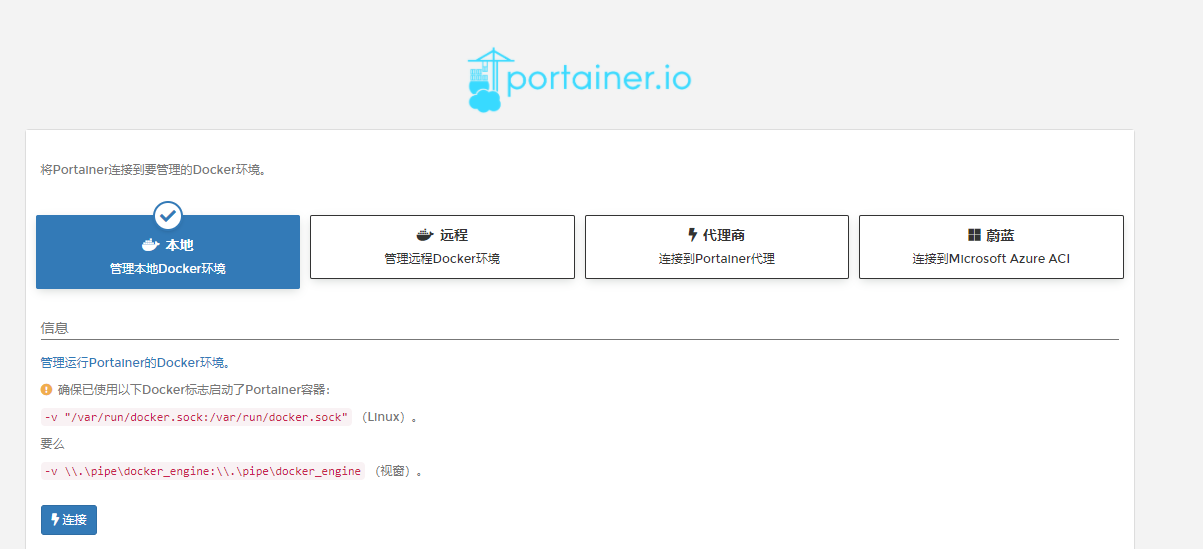 portainer.io
将Portainer连接到要管理的Docker环境。
本地
管理本地Docker环境
远程
管理远程Docker环境
代理商
连接到Portainer代理
蔚蓝
连接到Microsoft Azure ACI
信息
管理运行Portainer的Docker环境。
确保已使用以下Docker标志启动了Portainer容器：
-v "/var/run/docker.sock:/var/run/docker.sock" （Linux）。
要么
-v \\.\pipe\docker_engine:\\.\pipe\docker_engine （视窗）。
连接